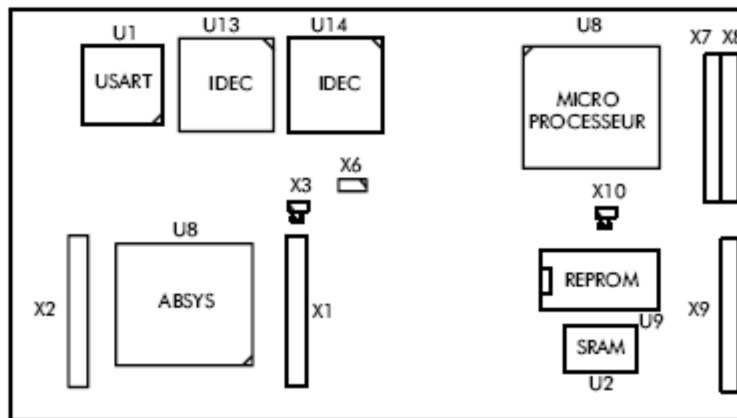 U1
U13
U14
U8
X7
X8
USART
IDEC
IDEC
MICRO
PROCESSEUR
X6
X3
X10
U8
X2
ABSYS
X1
REPROM
X9
U9
SRAM
U2